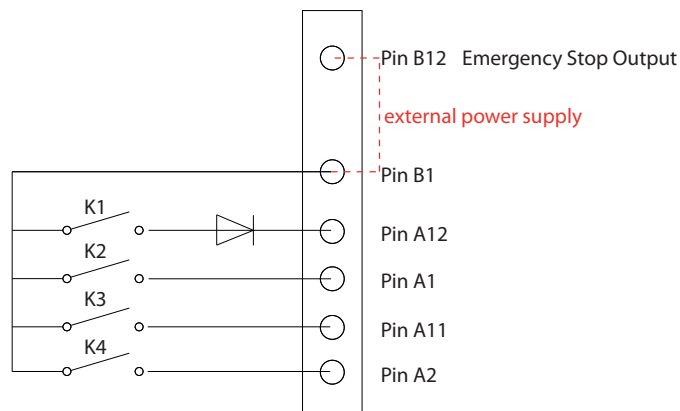 Pin B12 Emergency Stop Output
external power supply
Pin B1
K1
Pin A12
K2
Pin A1
K3
Pin A11
K4
Pin A2